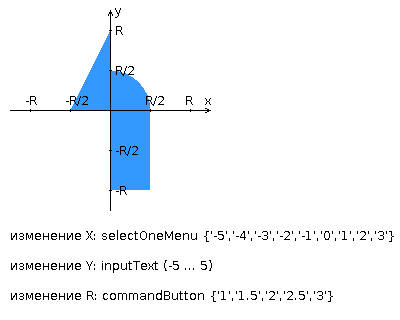 y
R
R/2
-R -R/2 R/2 R x
-R/2
-R
изменение X: selectOneMenu {'-5','-4','-3','-2','-1','0','1','2','3'}
изменение Y: inputText (-5 ... 5)
изменение R: commandButton {'1','1.5','2','2.5','3'}